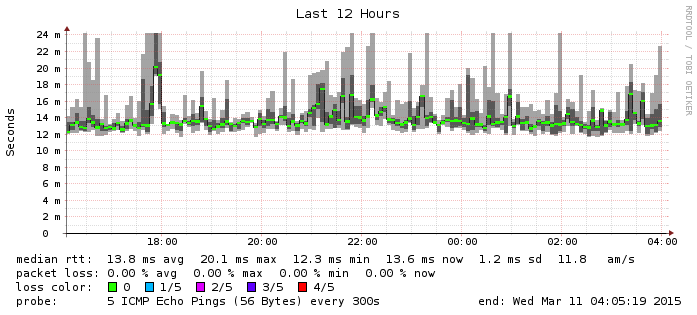 Last 12 Hours
RRDTOOL / TOBI OETIKER
Seconds
24 m
22 m
20 m
18 m
16 m
14 m
12 m
10 m
8 m
6 m
4 m
2 m
0
18:00 20:00 22:00 00:00 02:00 04:00
median rtt: 13.8 ms avg 20.1 ms max 12.3 ms min 13.6 ms now 1.2 ms sd 11.8 am/s
packet loss: 0.00 % avg 0.00 % max 0.00 % min 0.00 % now
loss color: 0 1/5 2/5 3/5 4/5
probe: 5 ICMP Echo Pings (56 Bytes) every 300s end: Wed Mar 11 04:05:19 2015